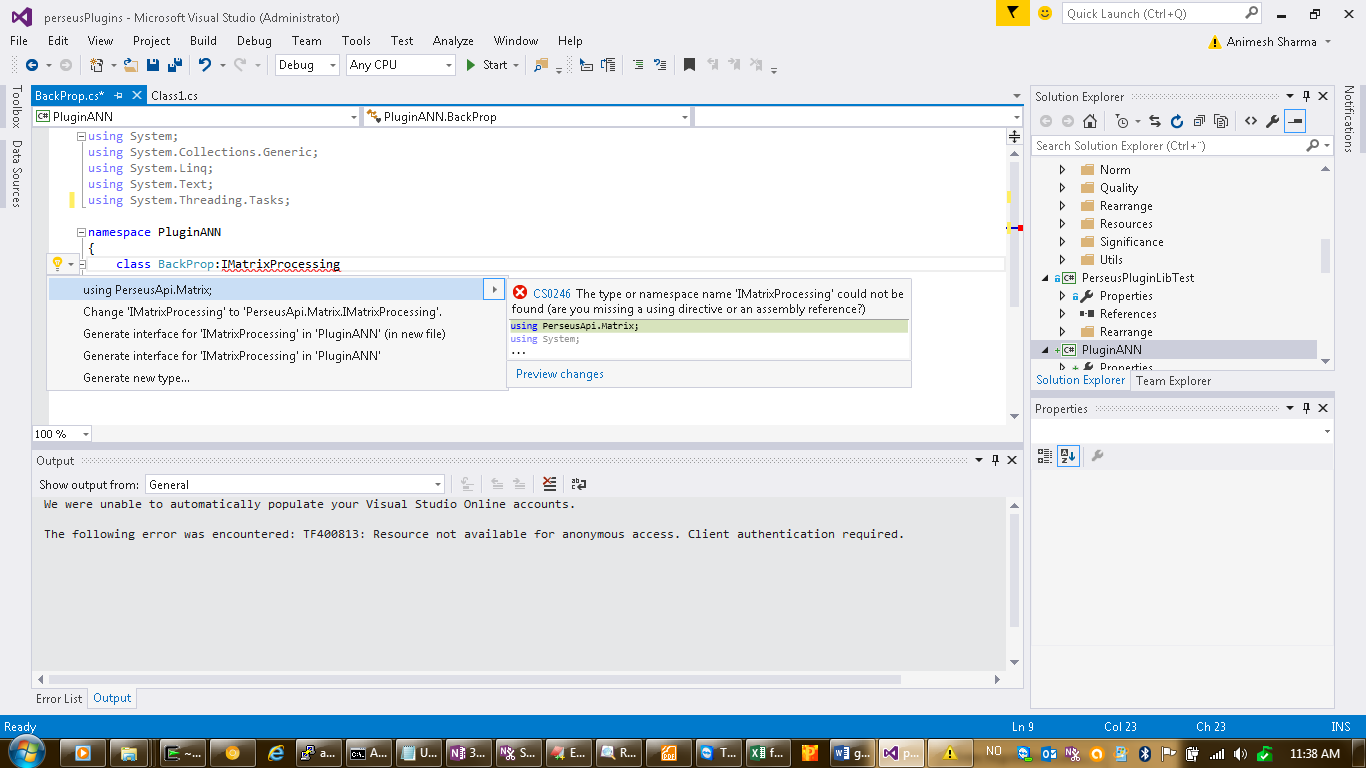 perseusPlugins - Microsoft Visual Studio (Administrator)
Quick Launch (Ctrl+Q)
File Edit View Project Build Debug Team Tools Test Analyze Window Help
Animesh Sharma
Debug Any CPU Start
Toolbox
Data Sources
BackProp.cs* Class1.cs
C# PluginANN PluginANN.BackProp
using System;
using System.Collections.Generic;
using System.Linq;
using System.Text;
using System.Threading.Tasks;
namespace PluginANN
{
class BackProp:IMatrixProcessing
using PerseusApi.Matrix;
Change 'IMatrixProcessing' to 'PerseusApi.Matrix.IMatrixProcessing'.
Generate interface for 'IMatrixProcessing' in 'PluginANN' (in new file)
Generate interface for 'IMatrixProcessing' in 'PluginANN'
Generate new type...
CS0246 The type or namespace name 'IMatrixProcessing' could not be
found (are you missing a using directive or an assembly reference?)
using PerseusApi.Matrix;
using System;
...
Preview changes
100 %
Output
Show output from: General
We were unable to automatically populate your Visual Studio Online accounts.
The following error was encountered: TF400813: Resource not available for anonymous access. Client authentication required.
Error List Output
Solution Explorer
Search Solution Explorer (Ctrl+¨)
Norm
Quality
Rearrange
Resources
Significance
Utils
C# PerseusPluginLibTest
Properties
References
Rearrange
C# PluginANN
Properties
Solution Explorer Team Explorer
Properties
Notifications
Ready Ln 9 Col 23 Ch 23 INS
~... a... A... U... 3... S... E... R... T... f... g... p... NO 11:38 AM